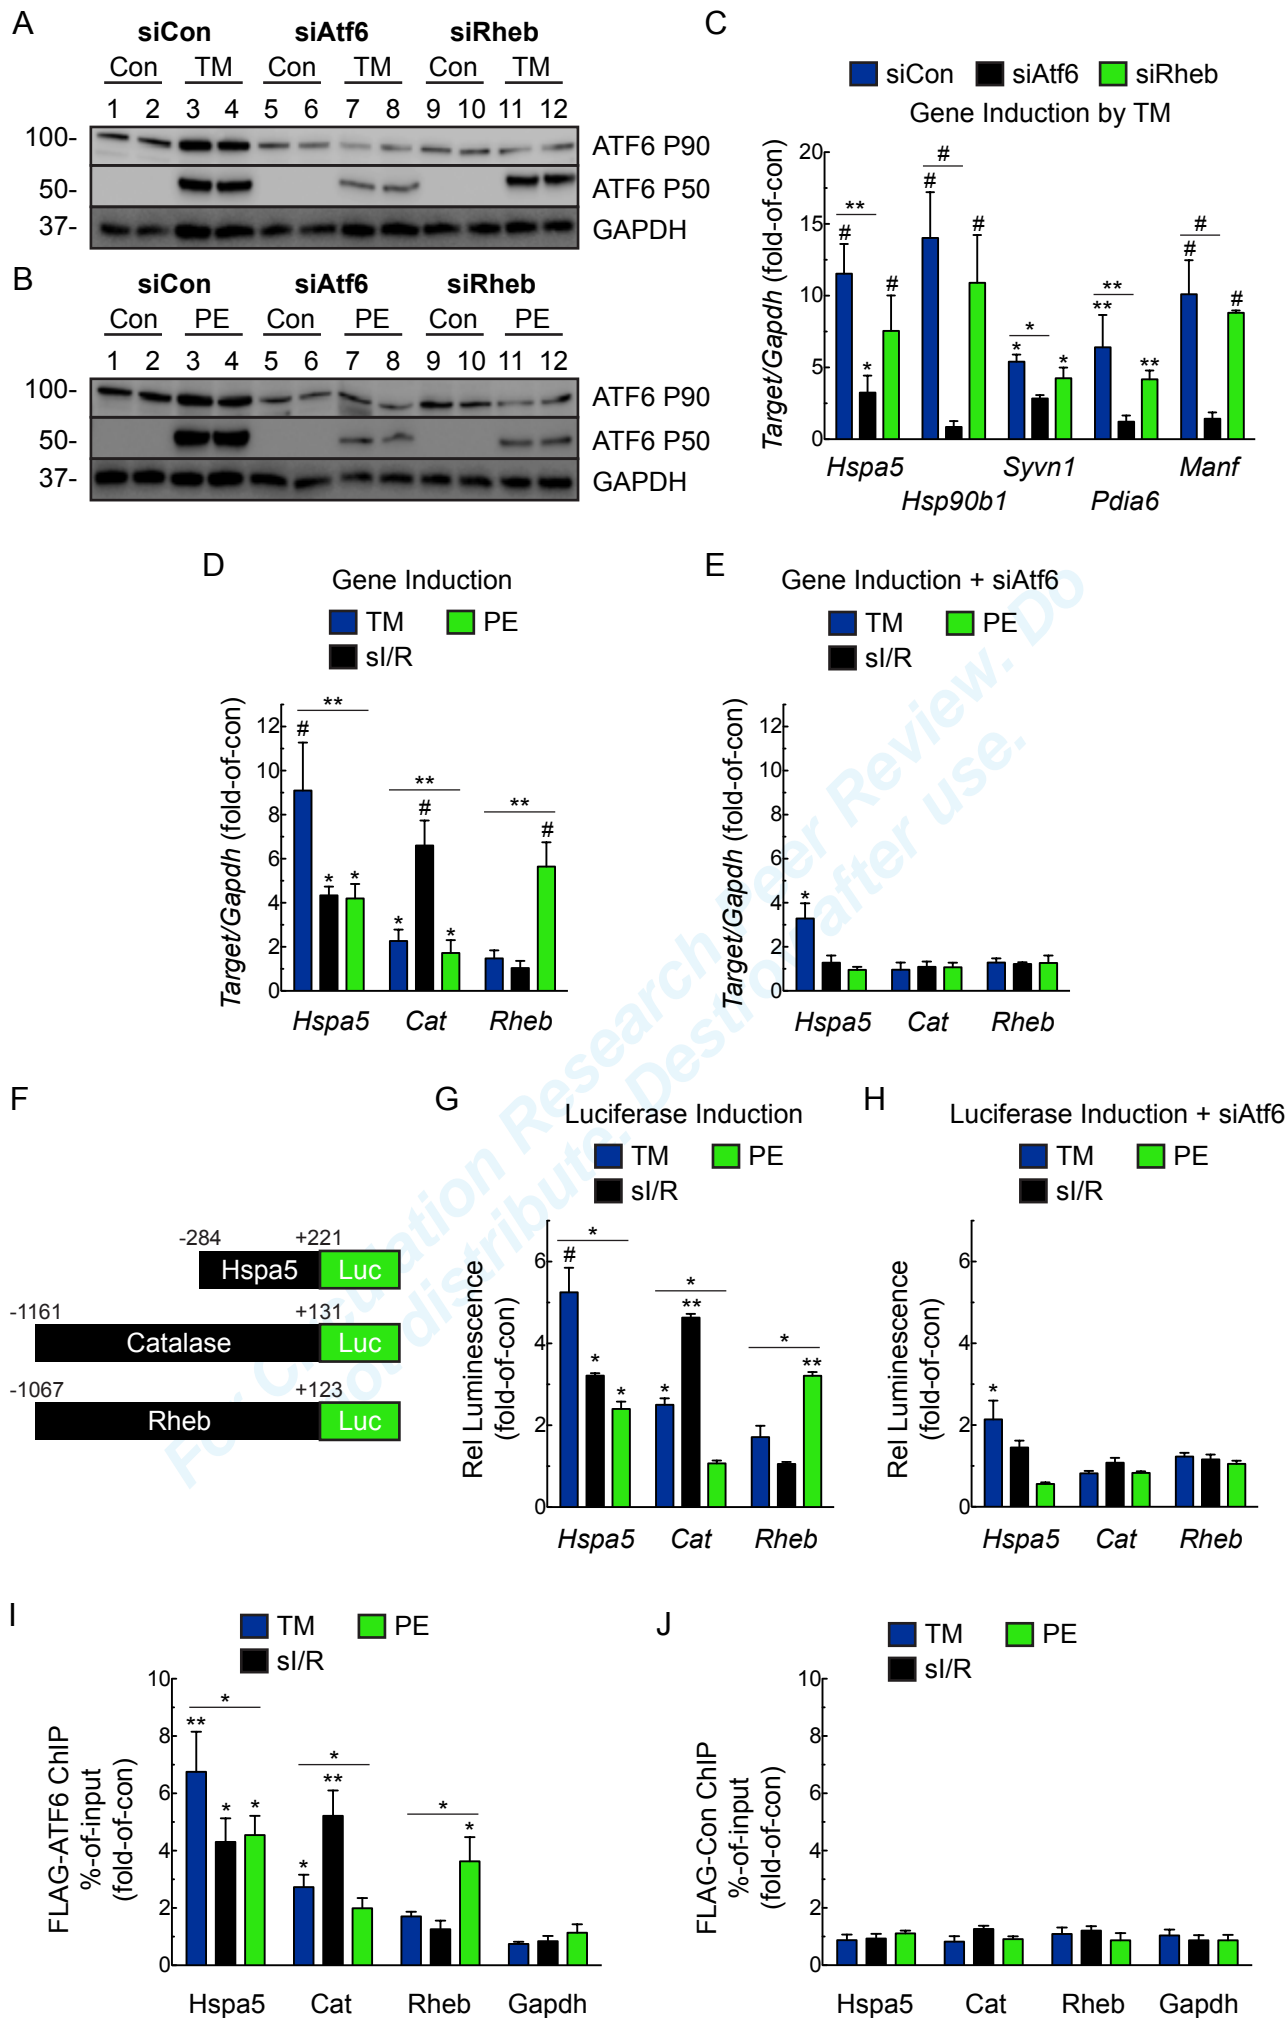 A
siCon siAtf6 siRheb
Con TM Con TM Con TM
1 2 3 4 5 6 7 8 9 10 11 12
100- ATF6 P90
50- ATF6 P50
37- GAPDH
B
siCon siAtf6 siRheb
Con PE Con PE Con PE
1 2 3 4 5 6 7 8 9 10 11 12
100- ATF6 P90
50- ATF6 P50
37- GAPDH
C
siCon siAtf6 siRheb
Gene Induction by TM
Target/Gapdh (fold-of-con)
20
15
10
5
0
** # * # # # # * * * ** ** ** # # #
Hspa5 Syvn1 Manf
Hsp90b1 Pdia6
D
Gene Induction
TM PE
sI/R
Target/Gapdh (fold-of-con)
12
10
8
6
4
2
0
** # * * ** * # * ** #
Hspa5 Cat Rheb
E
Gene Induction + siAtf6
TM PE
sI/R
Target/Gapdh (fold-of-con)
12
10
8
6
4
2
0
*
Hspa5 Cat Rheb
F
-284 +221
Hspa5 Luc
-1161 +131
Catalase Luc
-1067 +123
Rheb Luc
G
Luciferase Induction
TM PE
sI/R
Rel Luminescence
(fold-of-con)
6
4
2
0
* # * * * * ** * **
Hspa5 Cat Rheb
H
Luciferase Induction + siAtf6
TM PE
sI/R
Rel Luminescence
(fold-of-con)
6
4
2
0
*
Hspa5 Cat Rheb
I
TM PE
sI/R
FLAG-ATF6 ChIP
%-of-input
(fold-of-con)
10
8
6
4
2
0
* ** * * * * ** * *
Hspa5 Cat Rheb Gapdh
J
TM PE
sI/R
FLAG-Con ChIP
%-of-input
(fold-of-con)
10
8
6
4
2
0
Hspa5 Cat Rheb Gapdh
For Circulation Research Peer Review. Do
not distribute. Destroy after use.